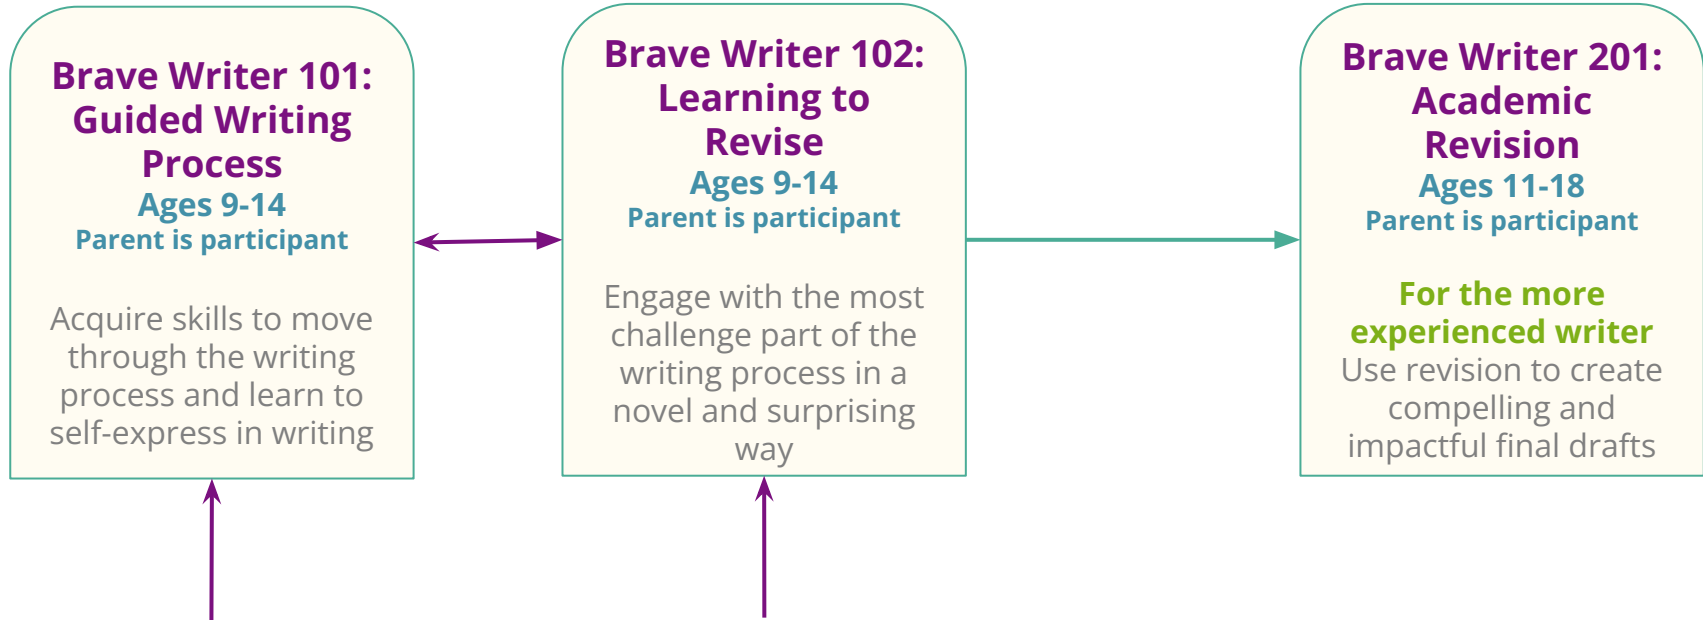 Brave Writer 101:
Guided Writing
Process
Ages 9-14
Parent is participant
Acquire skills to move
through the writing
process and learn to
self-express in writing
Brave Writer 102:
Learning to
Revise
Ages 9-14
Parent is participant
Engage with the most
challenge part of the
writing process in a
novel and surprising
way
Brave Writer 201:
Academic
Revision
Ages 11-18
Parent is participant
For the more
experienced writer
Use revision to create
compelling and
impactful final drafts